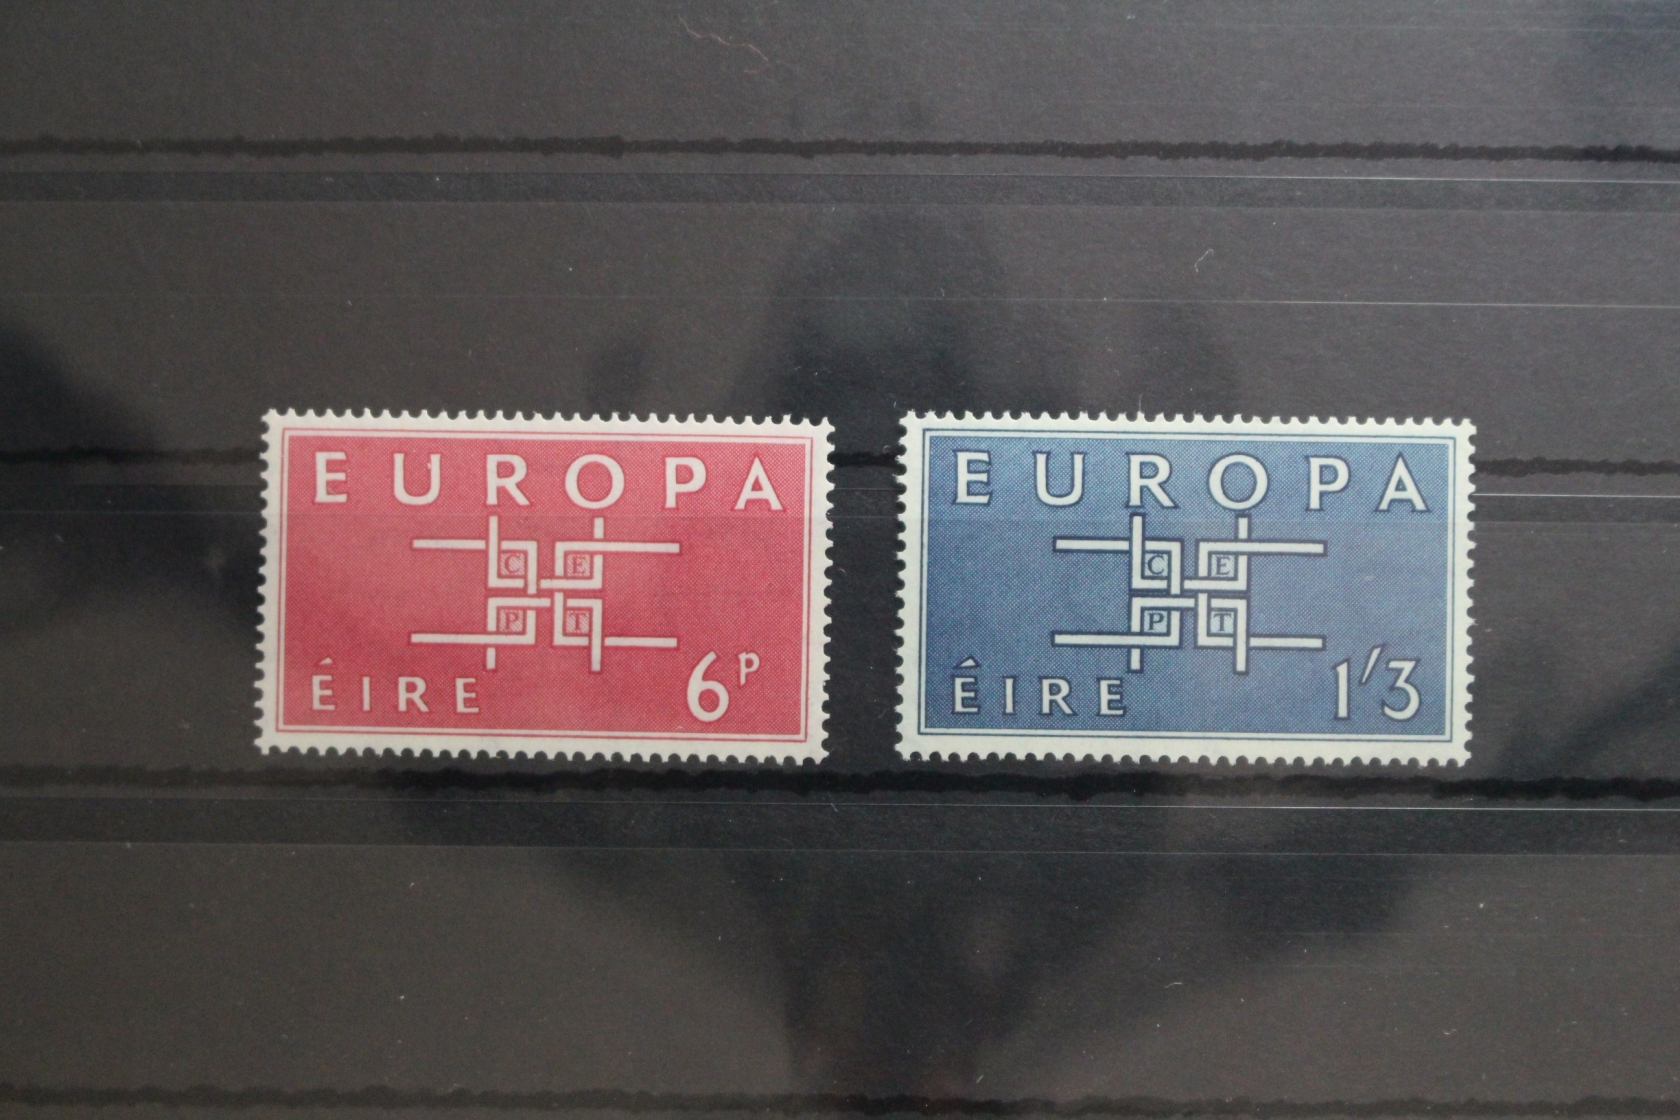 EUROPA
C E
P T
ÉIRE 6p
EUROPA
C E
P T
ÉIRE 1'3